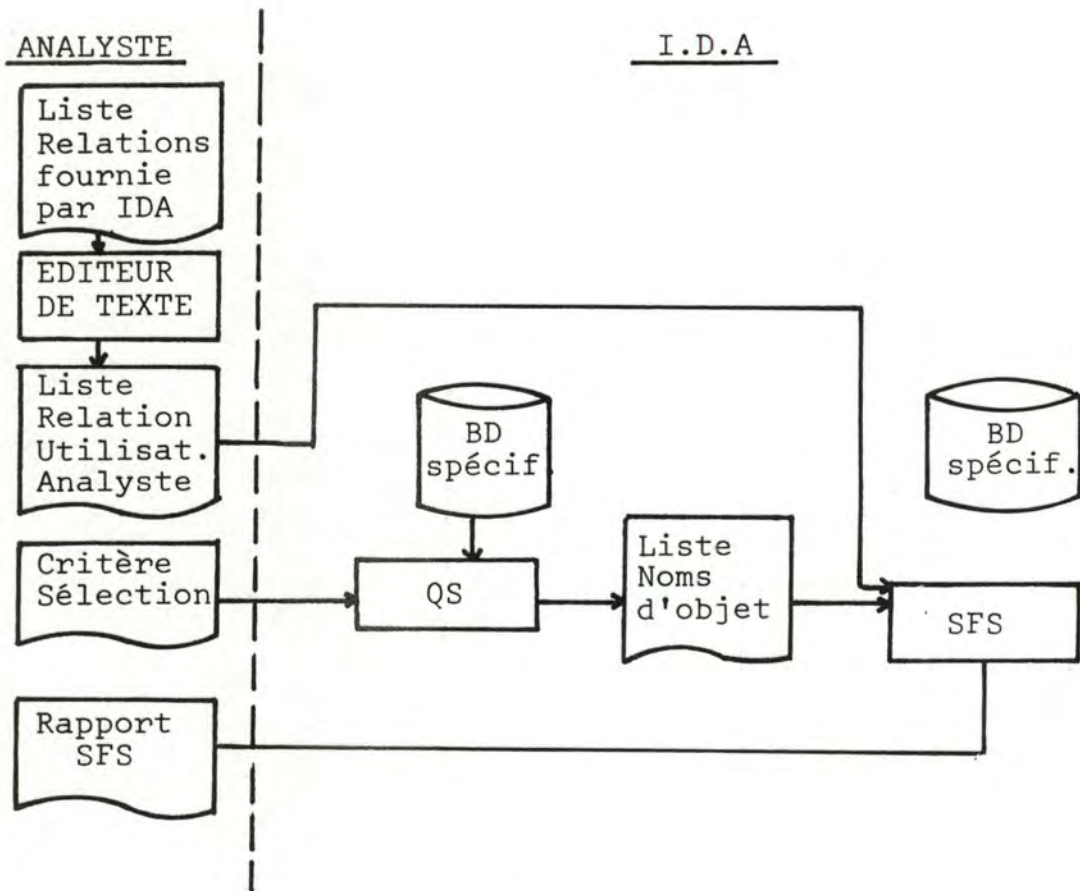 ANALYSTE
I.D.A
Liste
Relations
fournie
par IDA
EDITEUR
DE TEXTE
Liste
Relation
Utilisat.
Analyste
BD
spécif.
BD
spécif.
Critère
Sélection
QS
Liste
Noms
d'objet
SFS
Rapport
SFS